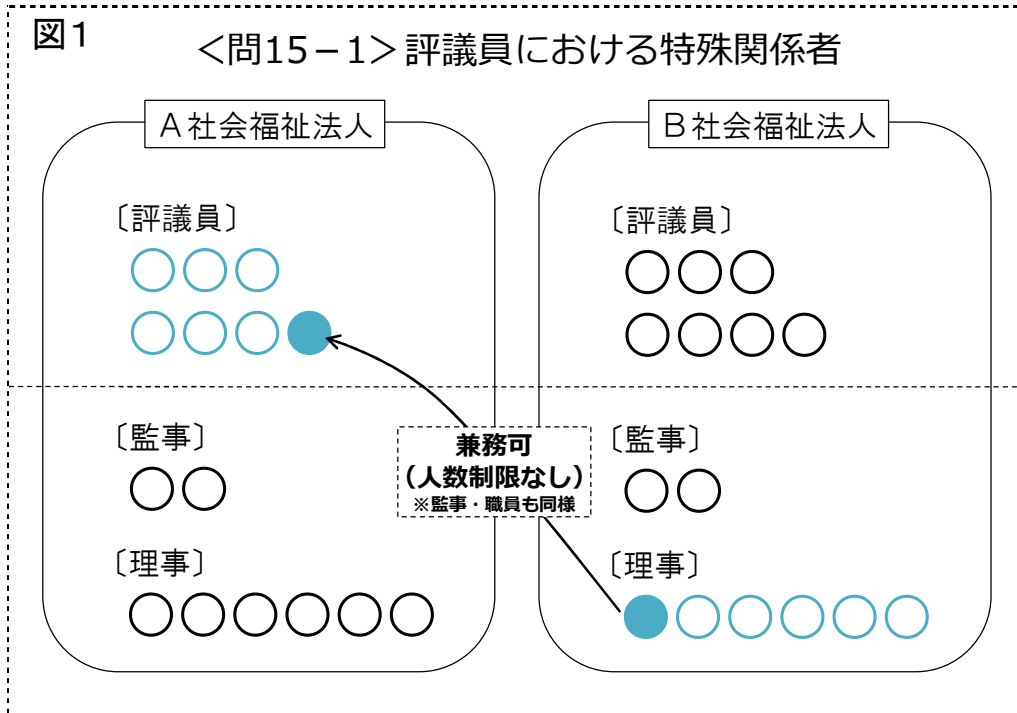 図1
<問15-1>評議員における特殊関係者
A社会福祉法人
B社会福祉法人
〔評議員〕
〔評議員〕
〔監事〕
〔監事〕
兼務可
(人数制限なし)
※監事・職員も同様
〔理事〕
〔理事〕